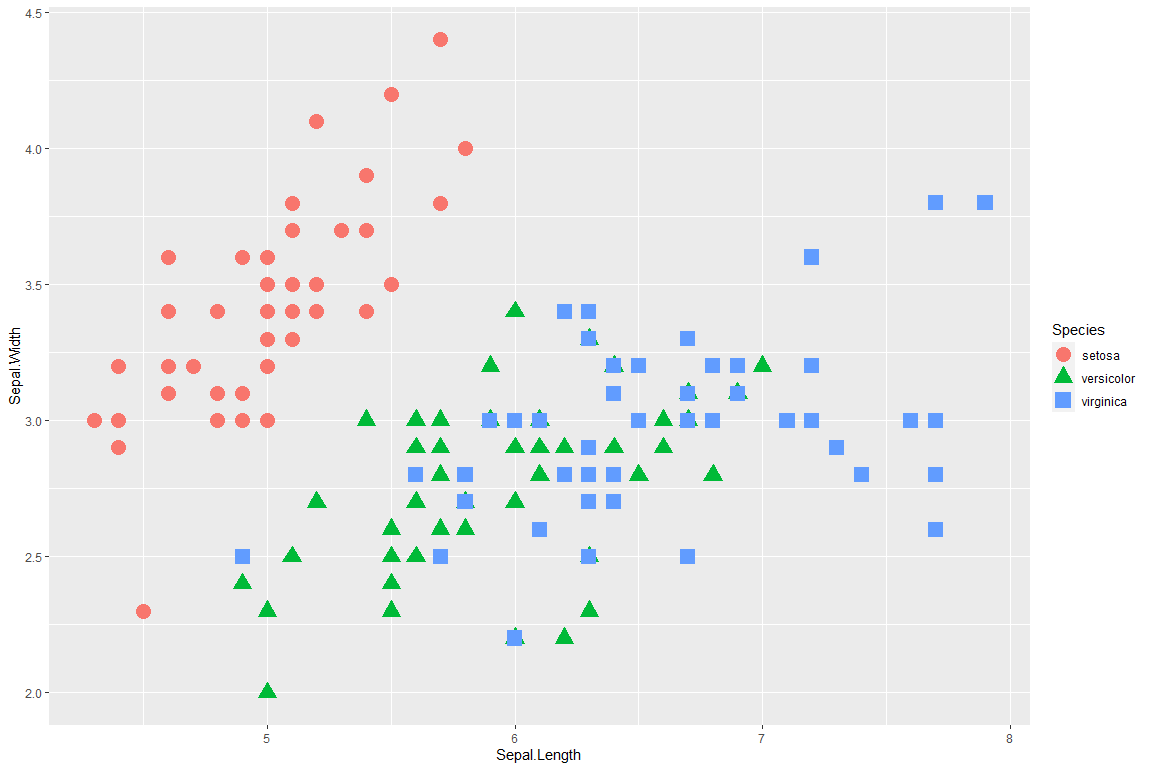 4.5
4.0
3.5
3.0
2.5
2.0
Sepal.Width
5 6 7 8
Sepal.Length
Species
setosa
versicolor
virginica